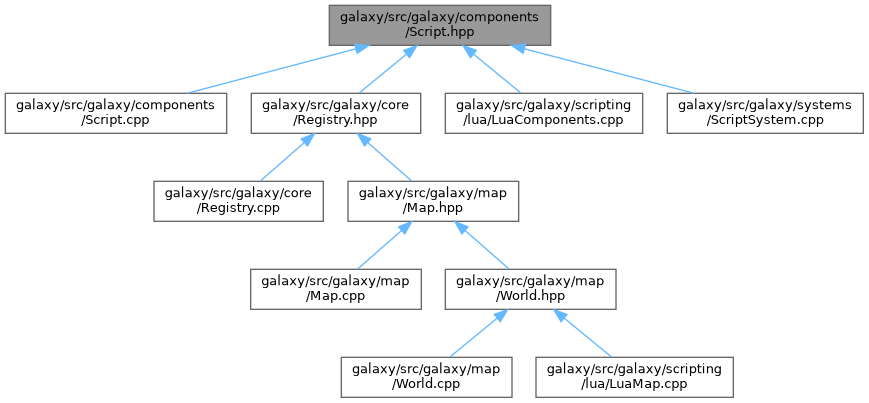 galaxy/src/galaxy/components
/Script.hpp
galaxy/src/galaxy/components
/Script.cpp
galaxy/src/galaxy/core
/Registry.hpp
galaxy/src/galaxy/scripting
/lua/LuaComponents.cpp
galaxy/src/galaxy/systems
/ScriptSystem.cpp
galaxy/src/galaxy/core
/Registry.cpp
galaxy/src/galaxy/map
/Map.hpp
galaxy/src/galaxy/map
/Map.cpp
galaxy/src/galaxy/map
/World.hpp
galaxy/src/galaxy/map
/World.cpp
galaxy/src/galaxy/scripting
/lua/LuaMap.cpp